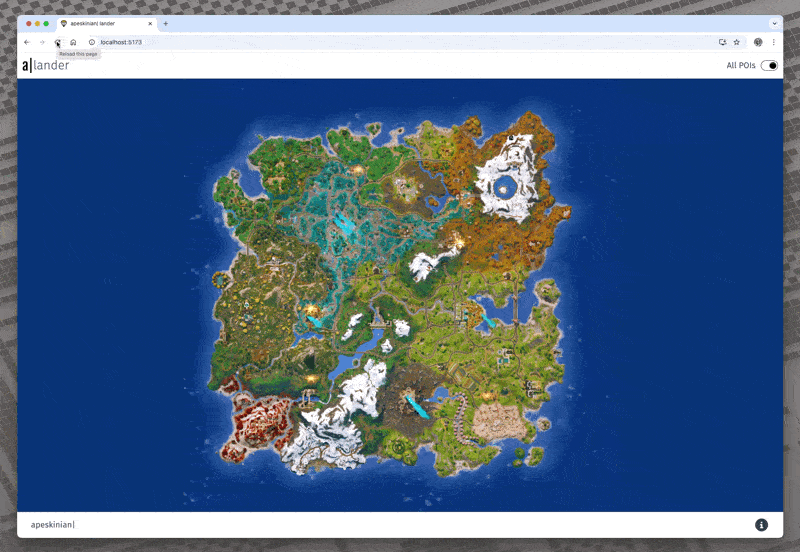 apeskinian| lander
localhost:5173
Reload this page
a|lander
All POIs
apeskinian|